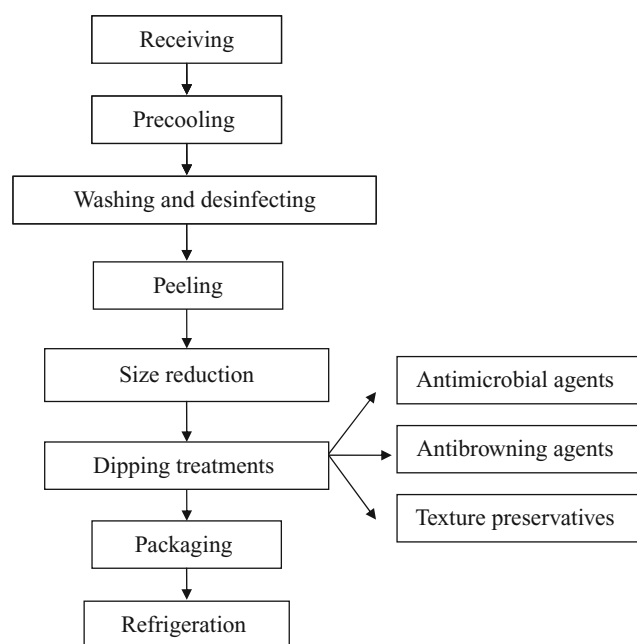 Receiving
Precooling
Washing and desinfecting
Peeling
Size reduction
Dipping treatments
Antimicrobial agents
Antibrowning agents
Texture preservatives
Packaging
Refrigeration